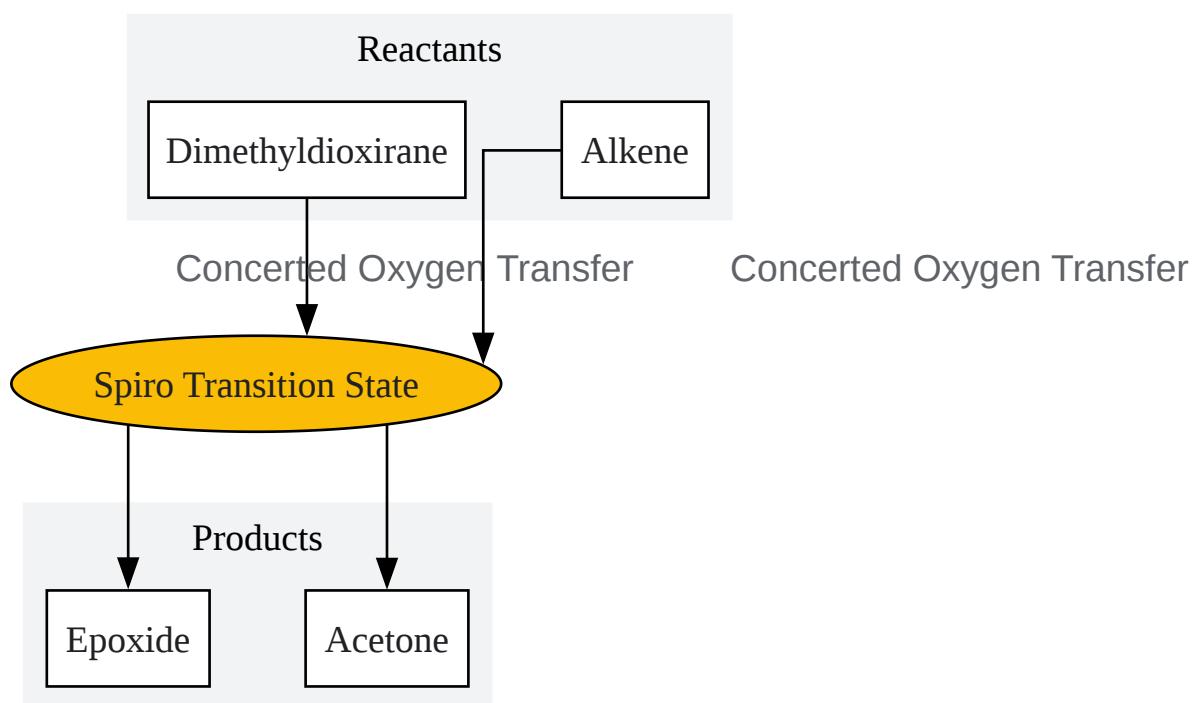 Reactants
Dimethyldioxirane
Alkene
Concerted Oxygen Transfer
Concerted Oxygen Transfer
Spiro Transition State
Products
Epoxide
Acetone